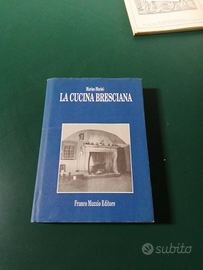 Marino Marini
LA CUCINA BRESCIANA
Franco Muzzio Editore
subito